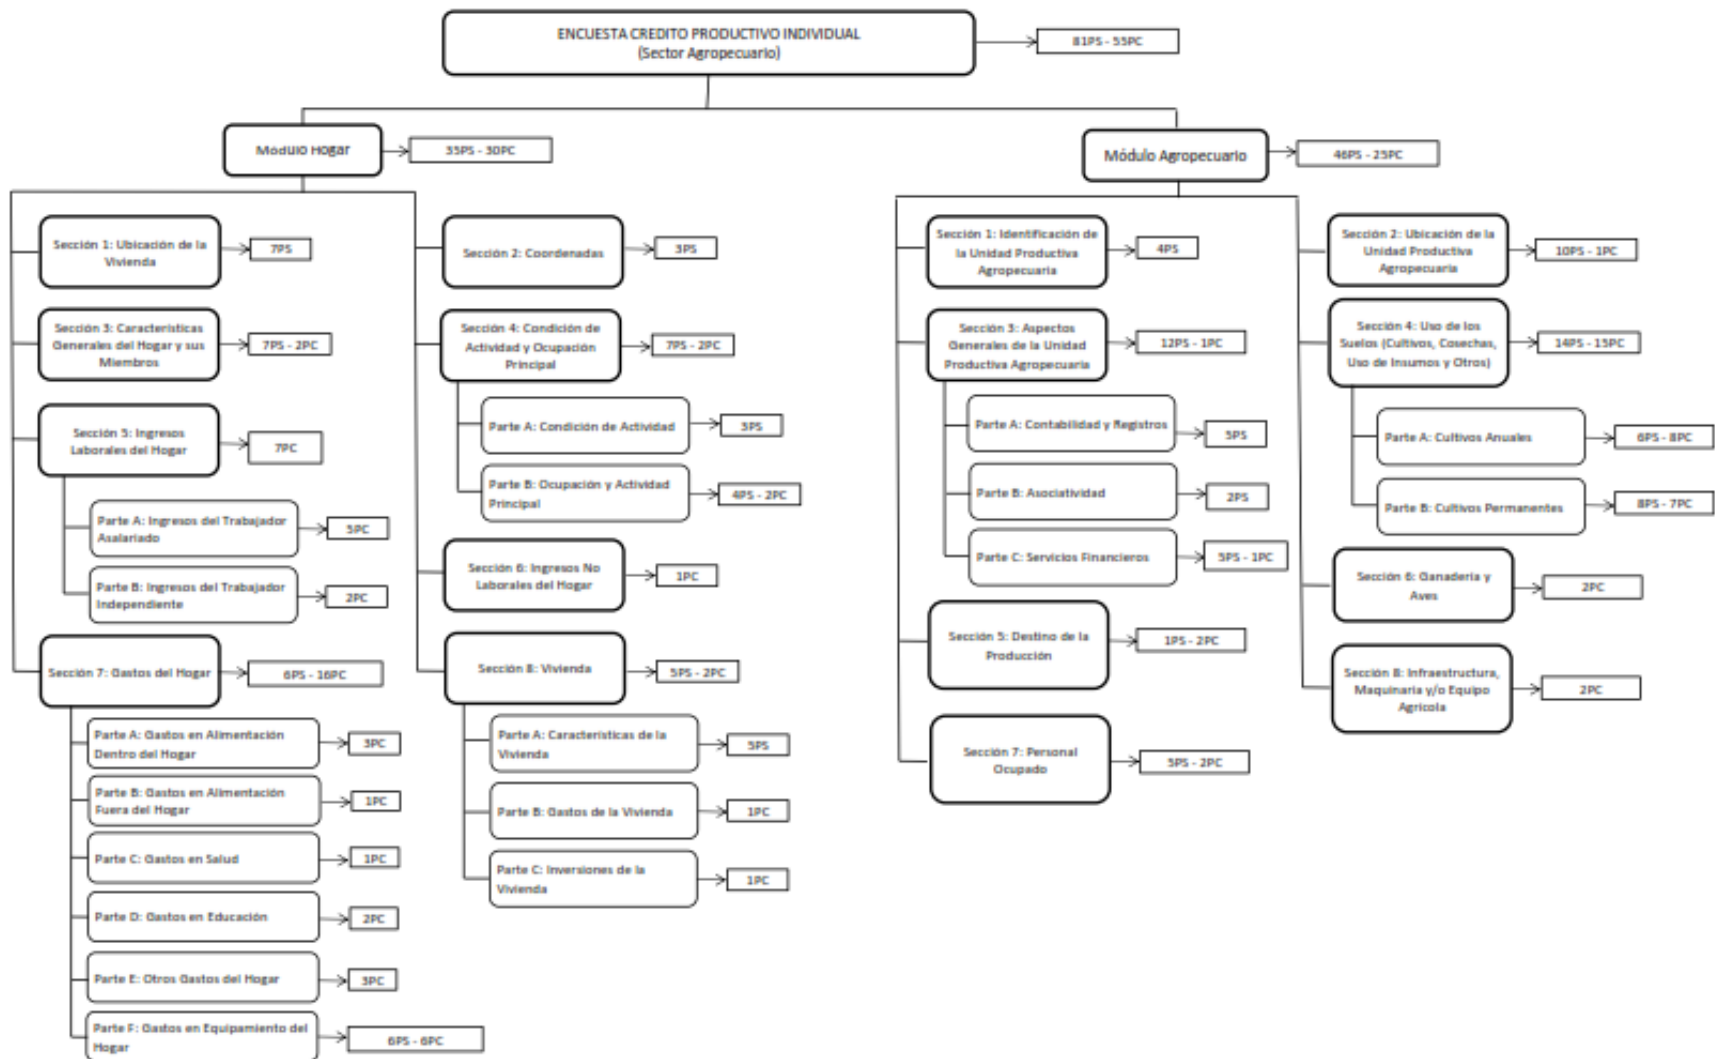 ENCUESTA CREDITO PRODUCTIVO INDIVIDUAL
(Sector Agropecuario)
81PS - 55PC
Módulo Hogar
35PS - 30PC
Módulo Agropecuario
46PS - 25PC
Sección 1: Ubicación de la
Vivienda
7PS
Sección 2: Coordenadas
3PS
Sección 3: Características
Generales del Hogar y sus
Miembros
7PS - 2PC
Sección 4: Condición de
Actividad y Ocupación
Principal
7PS - 2PC
Parte A: Condición de Actividad
3PS
Parte B: Ocupación y Actividad
Principal
4PS - 2PC
Sección 5: Ingresos
Laborales del Hogar
7PC
Parte A: Ingresos del Trabajador
Asalariado
5PC
Parte B: Ingresos del Trabajador
Independiente
2PC
Sección 6: Ingresos No
Laborales del Hogar
1PC
Sección 7: Gastos del Hogar
6PS - 16PC
Parte A: Gastos en Alimentación
Dentro del Hogar
3PC
Parte B: Gastos en Alimentación
Fuera del Hogar
1PC
Parte C: Gastos en Salud
1PC
Parte D: Gastos en Educación
2PC
Parte E: Otros Gastos del Hogar
3PC
Parte F: Gastos en Equipamiento del
Hogar
6PS - 6PC
Sección 8: Vivienda
5PS - 2PC
Parte A: Características de la
Vivienda
5PS
Parte B: Gastos de la Vivienda
1PC
Parte C: Inversiones de la
Vivienda
1PC
Sección 1: Identificación de
la Unidad Productiva
Agropecuaria
4PS
Sección 2: Ubicación de la
Unidad Productiva
Agropecuaria
10PS - 1PC
Sección 3: Aspectos
Generales de la Unidad
Productiva Agropecuaria
12PS - 1PC
Parte A: Contabilidad y Registros
5PS
Parte B: Asociatividad
2PS
Parte C: Servicios Financieros
5PS - 1PC
Sección 4: Uso de los
Suelos (Cultivos, Cosechas,
Uso de Insumos y Otros)
14PS - 15PC
Parte A: Cultivos Anuales
6PS - 8PC
Parte B: Cultivos Permanentes
8PS - 7PC
Sección 5: Destino de la
Producción
1PS - 2PC
Sección 6: Ganadería y
Aves
2PC
Sección 7: Personal
Ocupado
5PS - 2PC
Sección 8: Infraestructura,
Maquinaria y/o Equipo
Agrícola
2PC